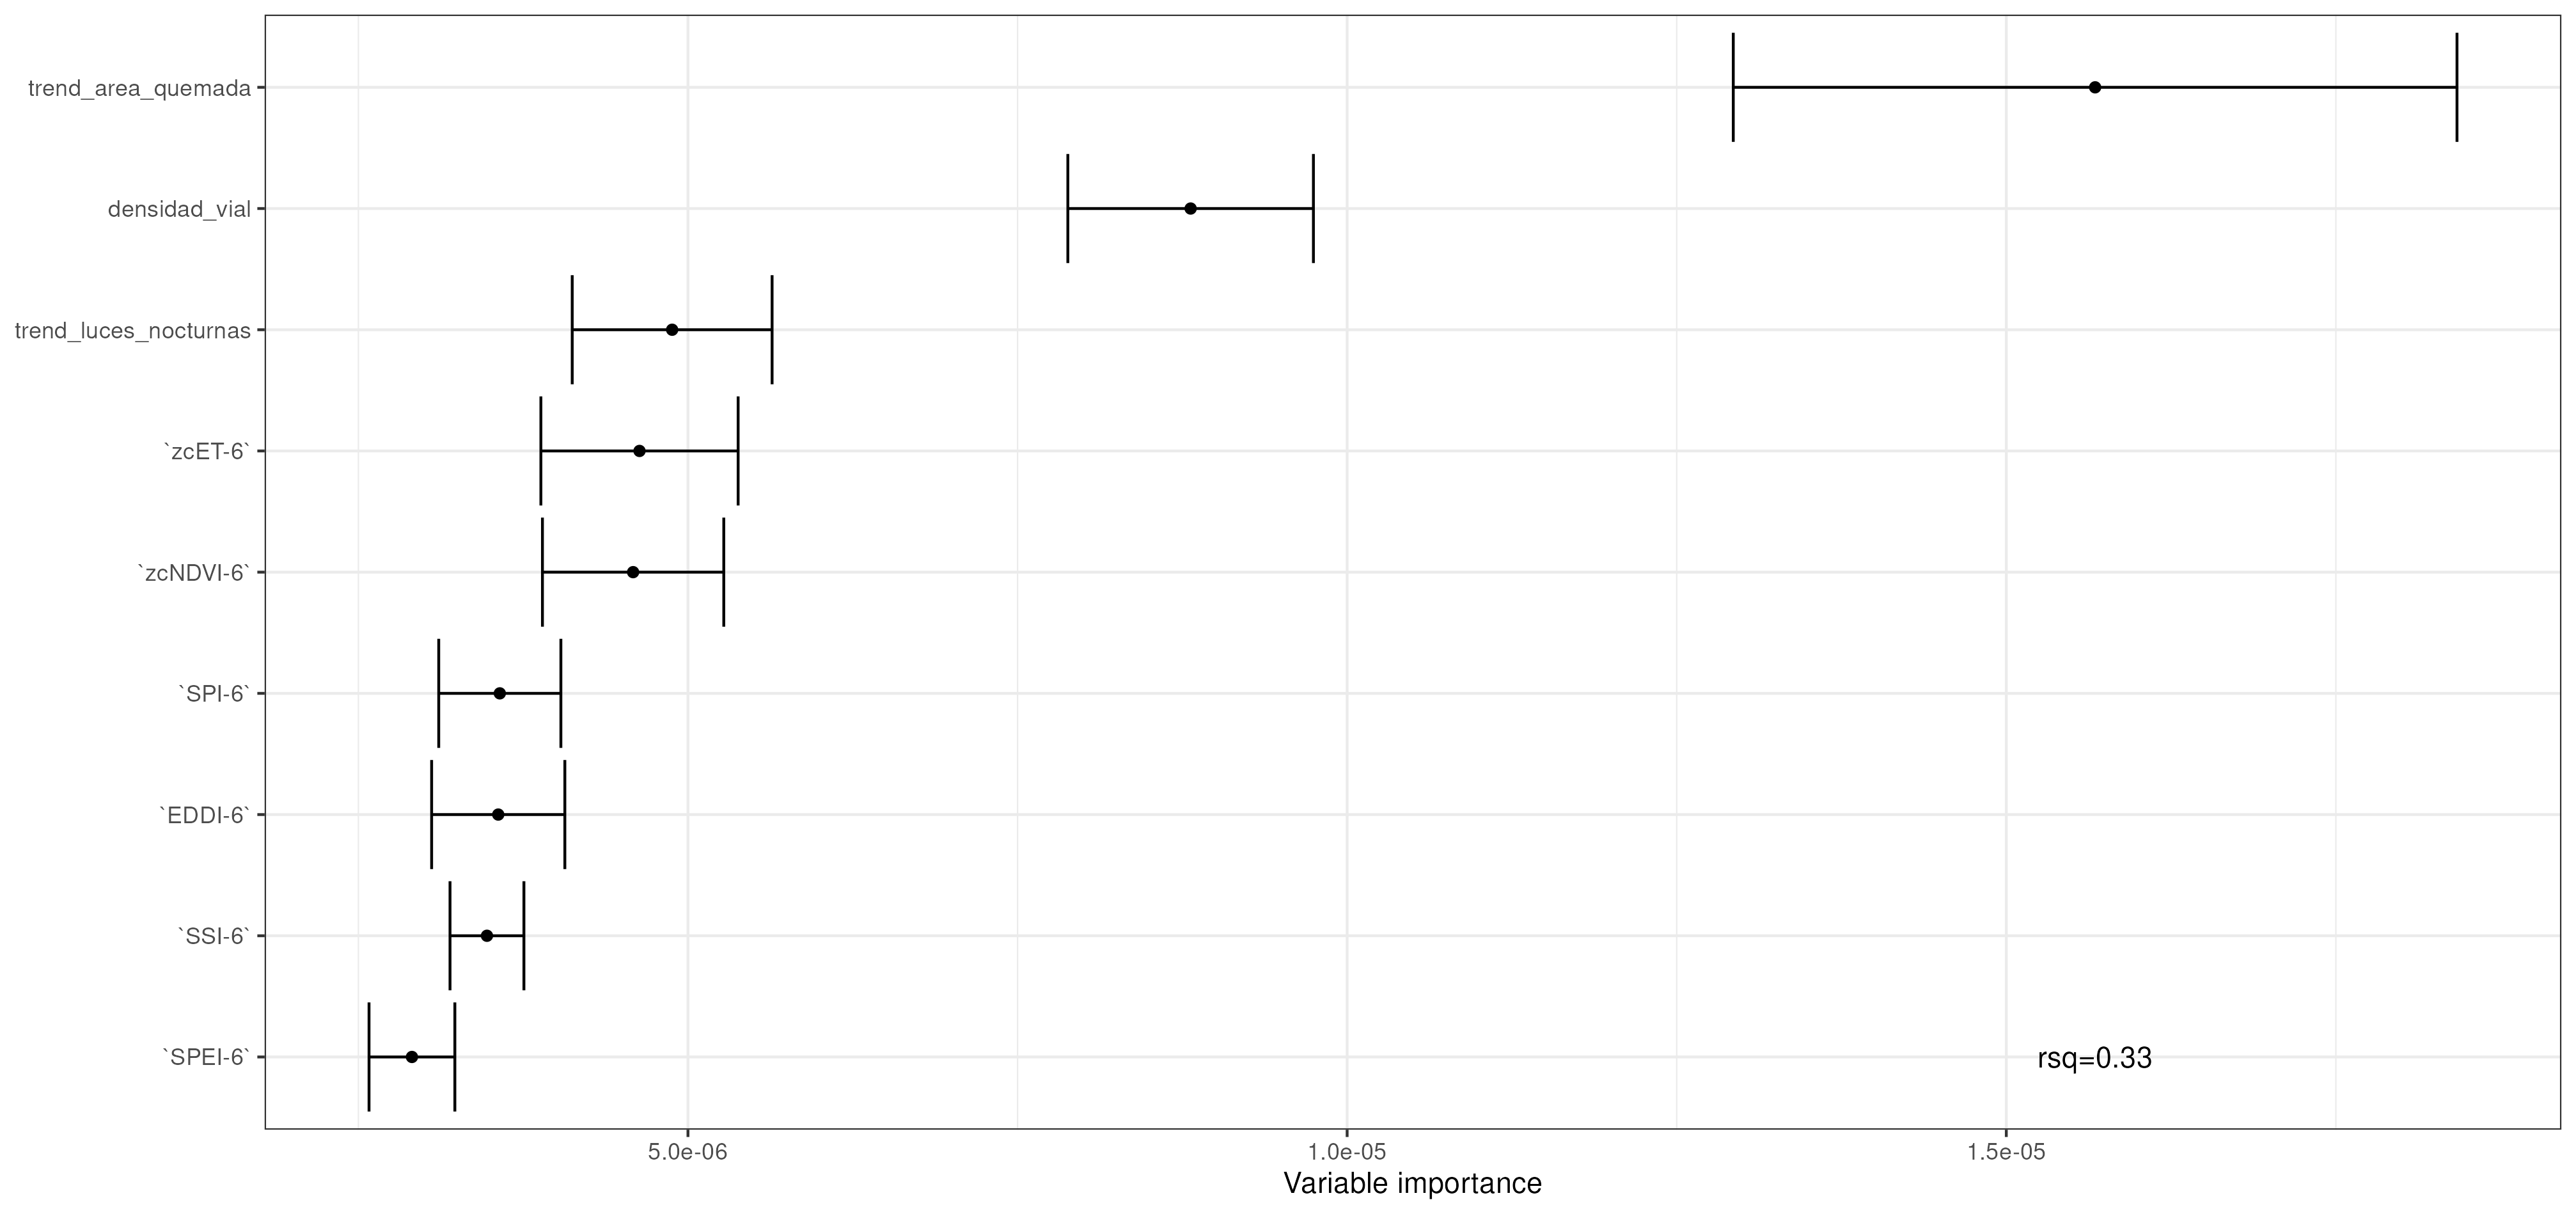 trend_area_quemada
densidad_vial
trend_luces_nocturnas
`zcET-6`
`zcNDVI-6`
`SPI-6`
`EDDI-6`
`SSI-6`
`SPEI-6`
rsq=0.33
5.0e-06 1.0e-05 1.5e-05
Variable importance